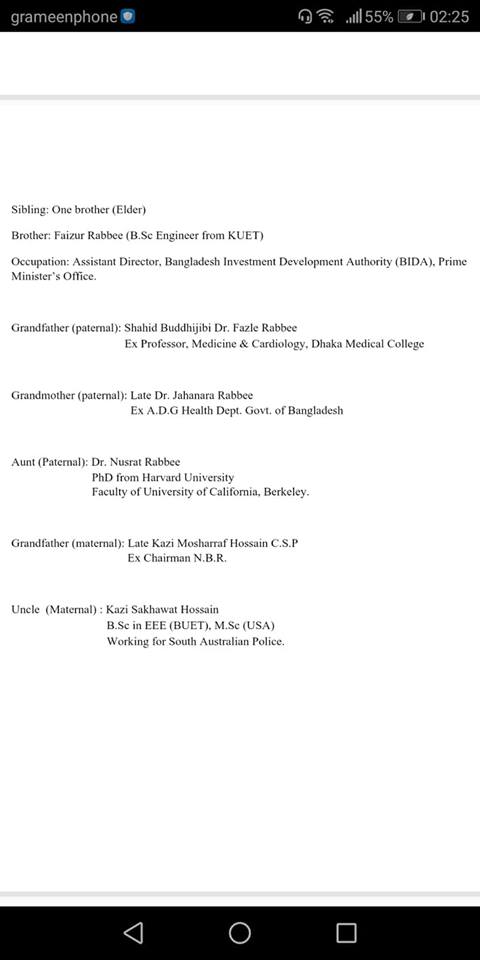 grameenphone 55% 02:25
Sibling: One brother (Elder)
Brother: Faizur Rabbee (B.Sc Engineer from KUET)
Occupation: Assistant Director, Bangladesh Investment Development Authority (BIDA), Prime
Minister's Office.
Grandfather (paternal): Shahid Buddhijibi Dr. Fazle Rabbee
Ex Professor, Medicine & Cardiology, Dhaka Medical College
Grandmother (paternal): Late Dr. Jahanara Rabbee
Ex A.D.G Health Dept. Govt. of Bangladesh
Aunt (Paternal): Dr. Nusrat Rabbee
PhD from Harvard University
Faculty of University of California, Berkeley.
Grandfather (maternal): Late Kazi Mosharraf Hossain C.S.P
Ex Chairman N.B.R.
Uncle (Maternal) : Kazi Sakhawat Hossain
B.Sc in EEE (BUET), M.Sc (USA)
Working for South Australian Police.